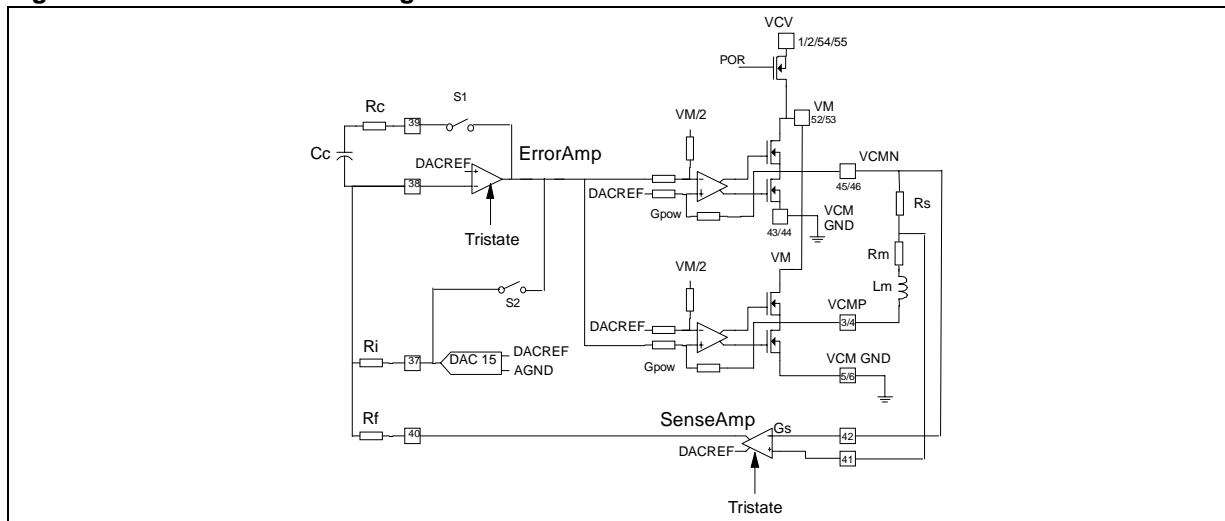 VCV
1/2/54/55
POR
S1
Rc
39
VM/2
VM
52/53
Cc
DACREF
+
ErrorAmp
38
-
VCMN
45/46
DACREF
Gpow
43/44
VCM
GND
Rs
Tristate
VM/2
VM
Rm
Lm
S2
VCMP
3/4
DACREF
Ri
37
DAC 15
DACREF
AGND
Gpow
VCM GND
5/6
Rf
40
SenseAmp
Gs
42
DACREF
41
Tristate